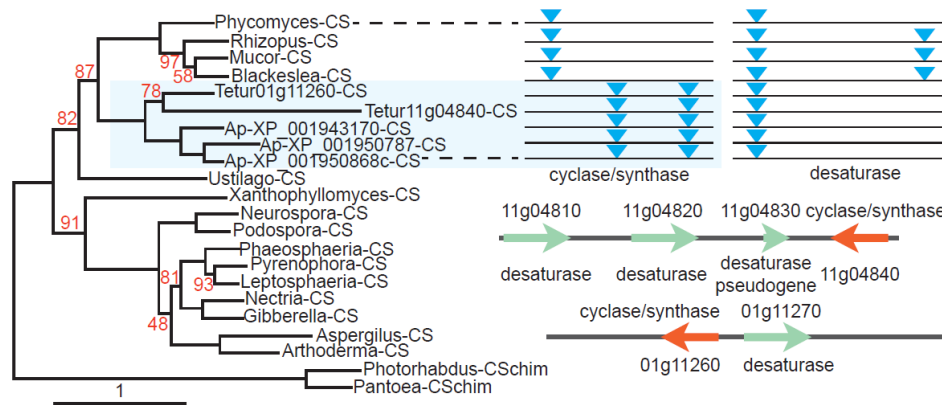 Phycomyces-CS
Rhizopus-CS
Mucor-CS
Blackeslea-CS
Tetur01g11260-CS
Tetur11g04840-CS
Ap-XP_001943170-CS
Ap-XP_001950787-CS
Ap-XP_001950868c-CS
Ustilago-CS
Xanthophyllomyces-CS
Neurospora-CS
Podospora-CS
Phaeosphaeria-CS
Pyrenophora-CS
Leptosphaeria-CS
Nectria-CS
Gibberella-CS
Aspergilus-CS
Arthoderma-CS
Photorhabdus-CSchim
Pantoea-CSchim
97
58
87
78
82
91
81
93
48
1
cyclase/synthase
desaturase
11g04810
11g04820
11g04830
cyclase/synthase
desaturase
desaturase
desaturase
pseudogene
11g04840
cyclase/synthase
01g11270
01g11260
desaturase